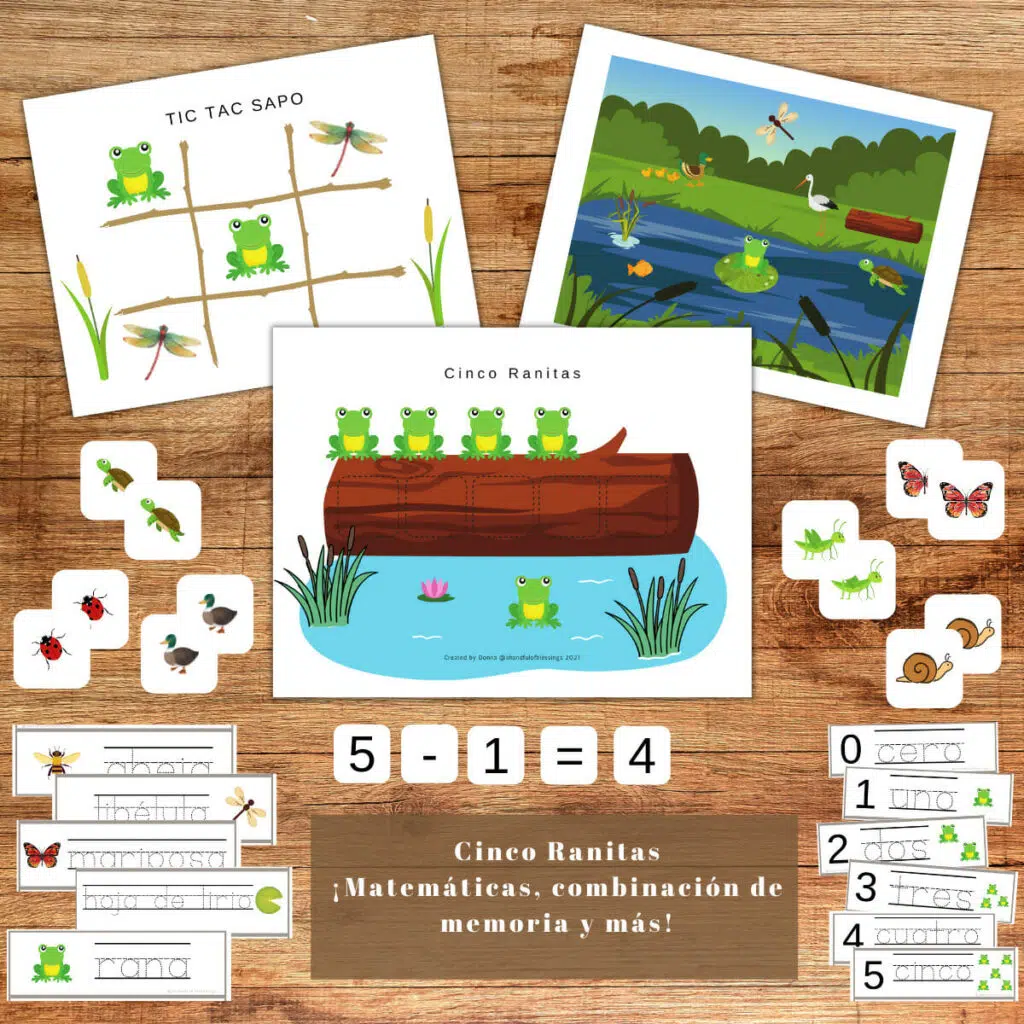 TIC TAC SAPO
Cinco Ranitas
Created by Donna @ahandfulofblessings 2021
5 - 1 = 4
abeja
libélula
mariposa
hoja de lirio
rana
0 cero
1 uno
2 dos
3 tres
4 cuatro
5 cinco
Cinco Ranitas
¡Matemáticas, combinación de
memoria y más!